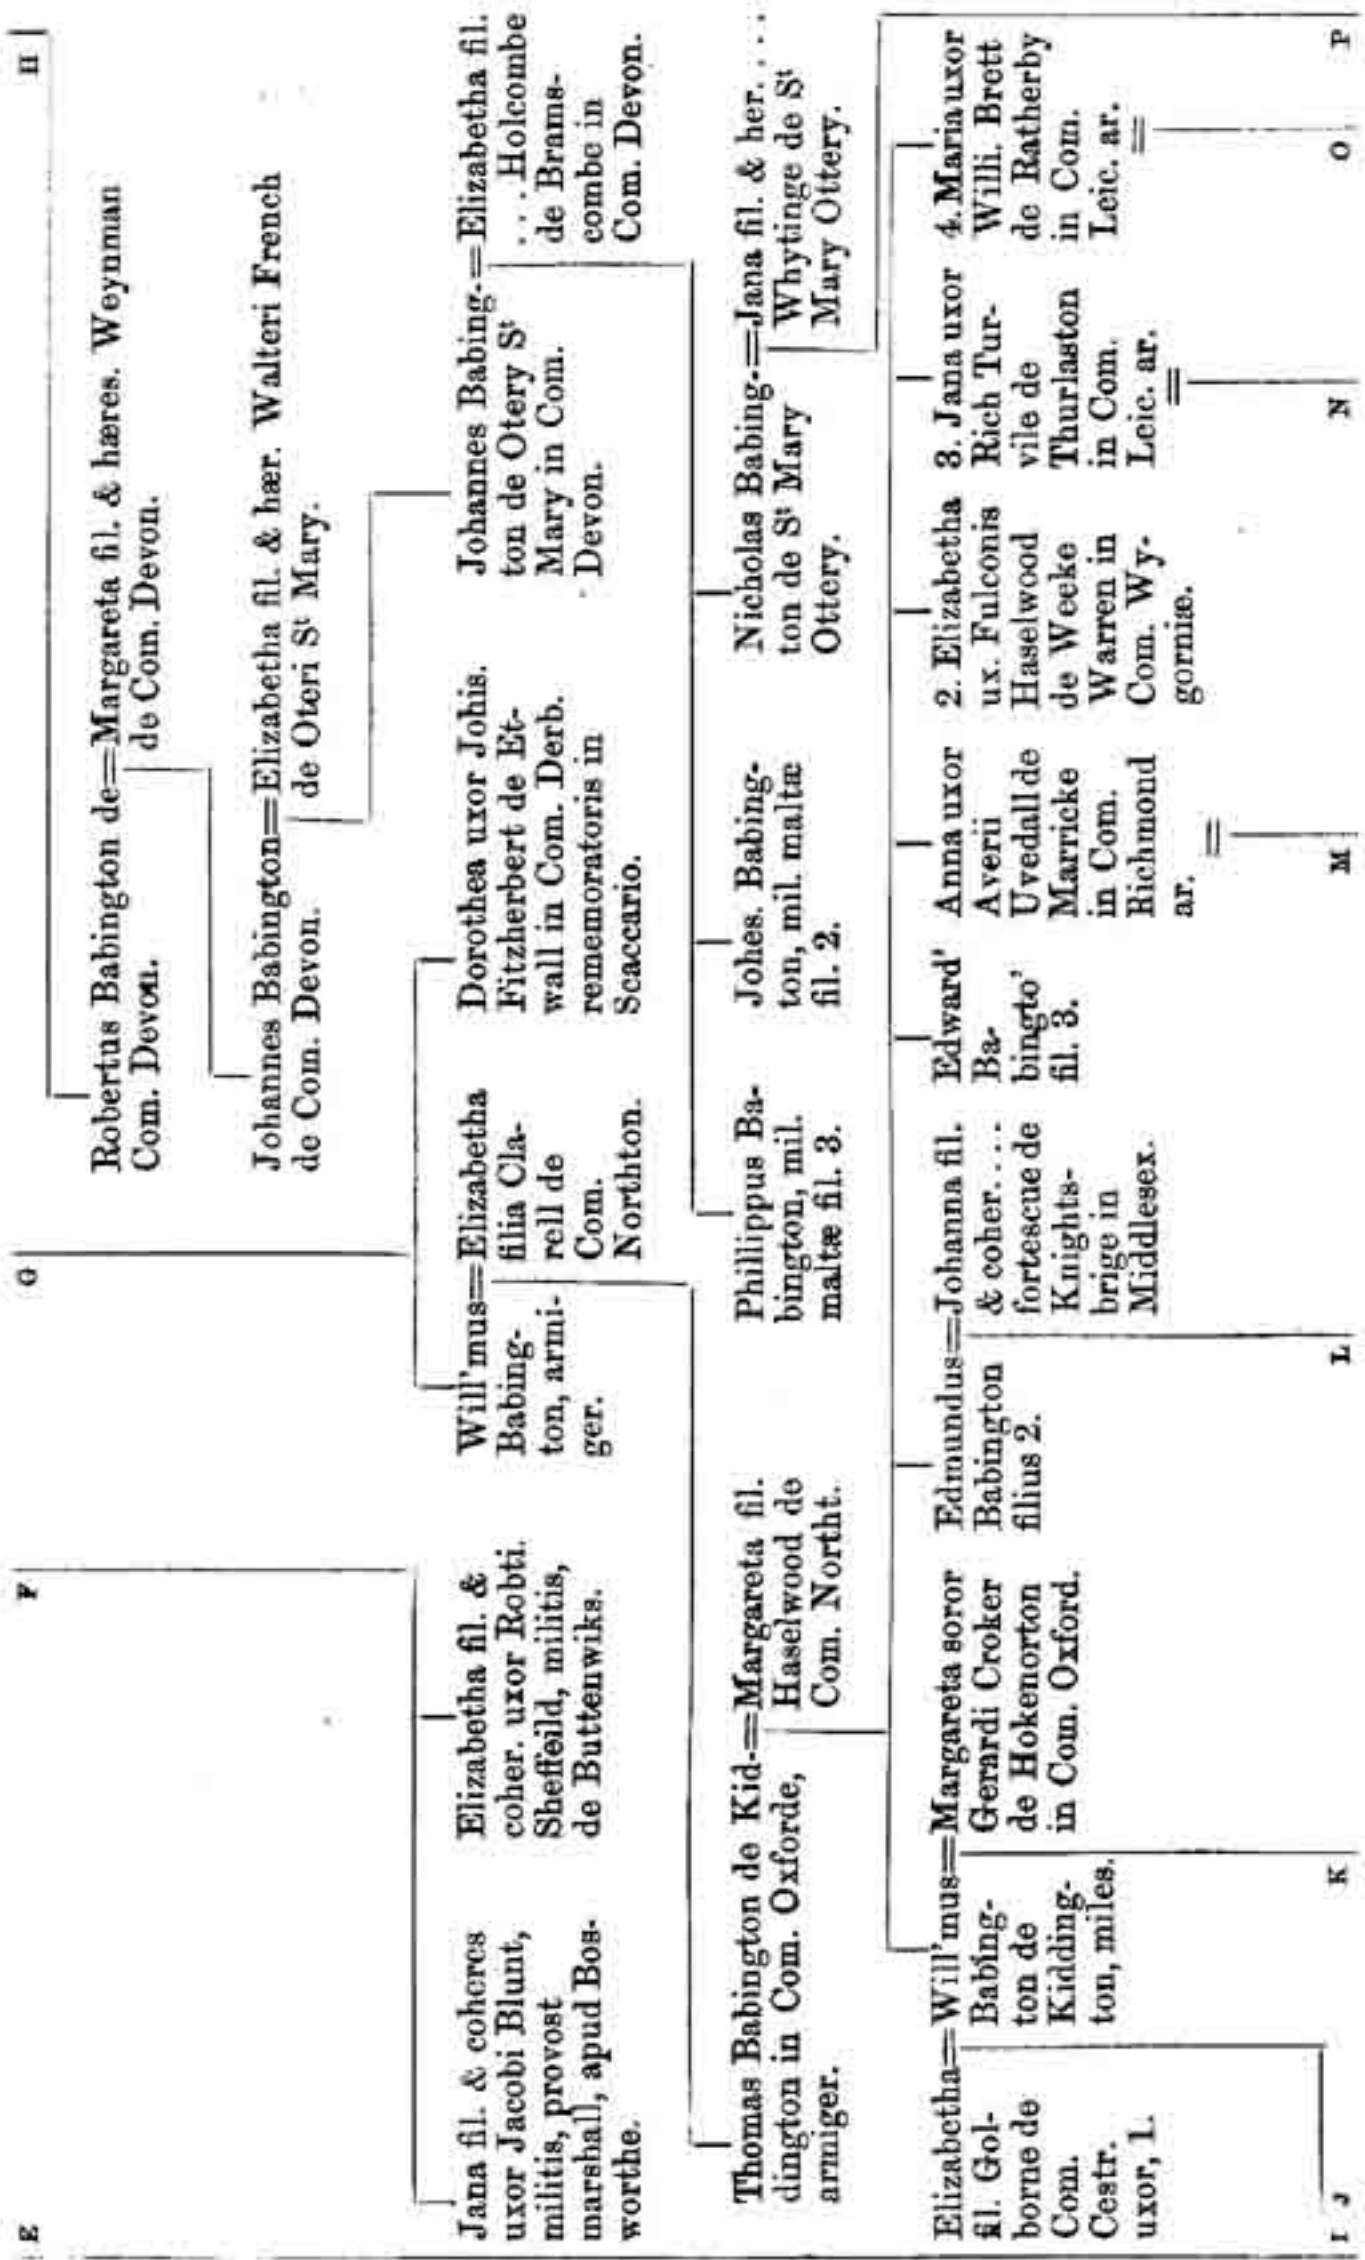 E
F
G
H
Robertus Babington de=Margareta fil. & hæres. Weynman
Com. Devon.
de Com. Devon.
Johannes Babington=Elizabetha fil. & hær. Walteri French
de Com. Devon.
de Oteri Sᵗ Mary.
Jana fil. & coheres
uxor Jacobi Blunt,
militis, provost
marshall, apud Bos-
worthe.
Elizabetha fil. &
coher. uxor Robti.
Sheffeild, militis,
de Buttenwiks.
Will'mus=Elizabetha
Babing-
ton, armi-
ger.
filia Cla-
rell de
Com.
Northton.
Dorothea uxor Johis.
Fitzherbert de Et-
wall in Com. Derb.
rememoratoris in
Scaccario.
Johannes Babing-=Elizabetha fil.
ton de Otery Sᵗ
Mary in Com.
Devon.
....Holcombe
de Brams-
combe in
Com. Devon.
Thomas Babington de Kid-=Margareta fil.
dington in Com. Oxforde,
armiger.
Haselwood de
Com. Northt.
Philippus Ba-
bington, mil.
maltæ fil. 3.
Johes. Babing-
ton, mil. maltæ
fil. 2.
Nicholas Babing-=Jana fil. & her.....
ton de Sᵗ Mary
Ottery.
Whytinge de Sᵗ
Mary Ottery.
Elizabetha=Will'mus=Margareta soror
fil. Gol-
borne de
Com.
Cestr.
uxor, 1.
Babing-
ton de
Kidding-
ton, miles.
Gerardi Croker
de Hokenorton
in Com. Oxford.
Edmundus=Johanna fil.
Babington
filius 2.
& coher....
fortescue de
Knights-
brige in
Middlesex.
Edward'
Ba-
bingto'
fil. 3.
Anna uxor
Averii
Uvedall de
Marricke
in Com.
Richmond
ar.
=
2. Elizabetha
ux. Fulconis
Haselwood
de Weeke
Warren in
Com. Wy-
gorniæ.
3. Jana uxor
Rich Tur-
vile de
Thurlaston
in Com.
Leic. ar.
=
4. Maria uxor
Willi. Brett
de Ratherby
in Com.
Leic. ar.
=
I
J
K
L
M
N
O
P